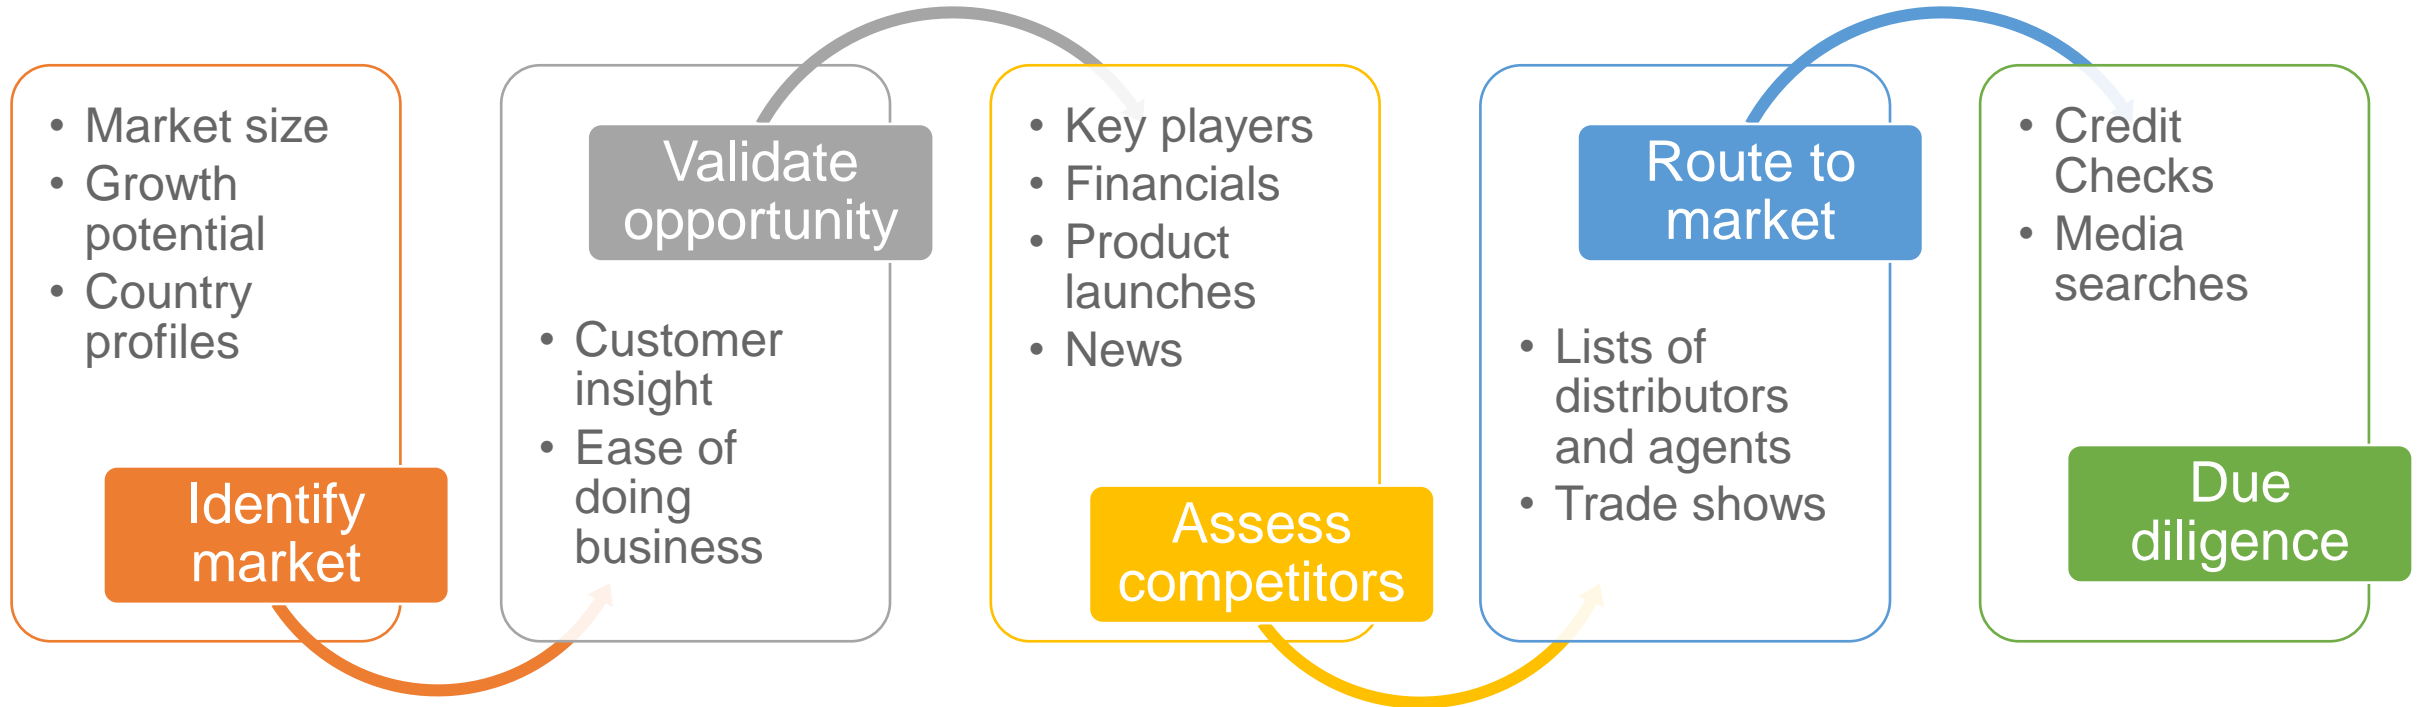 • Market size
• Growth
potential
• Country
profiles
Identify
market
Validate
opportunity
• Customer
insight
• Ease of
doing
business
• Key players
• Financials
• Product
launches
• News
Assess
competitors
Route to
market
• Lists of
distributors
and agents
• Trade shows
• Credit
Checks
• Media
searches
Due
diligence